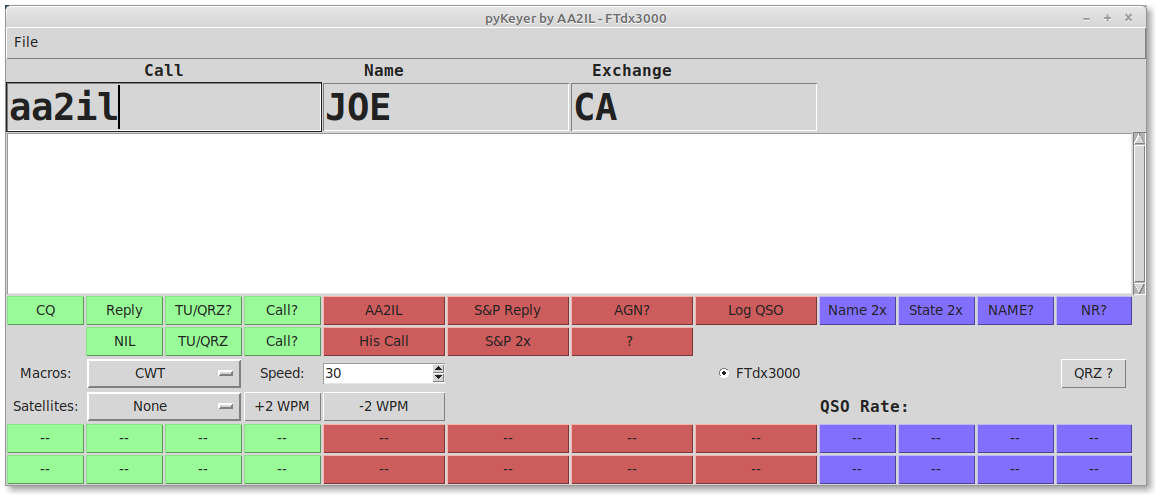 pyKeyer by AA2IL - FTdx3000
File
Call Name Exchange
aa2il JOE CA
CQ Reply TU/QRZ? Call? AA2IL S&P Reply AGN? Log QSO Name 2x State 2x NAME? NR?
NIL TU/QRZ Call? His Call S&P 2x ?
Macros: CWT Speed: 30 FTdx3000 QRZ ?
Satellites: None +2 WPM -2 WPM QSO Rate:
-- -- -- -- -- -- -- -- -- -- -- --
-- -- -- -- -- -- -- -- -- -- -- --